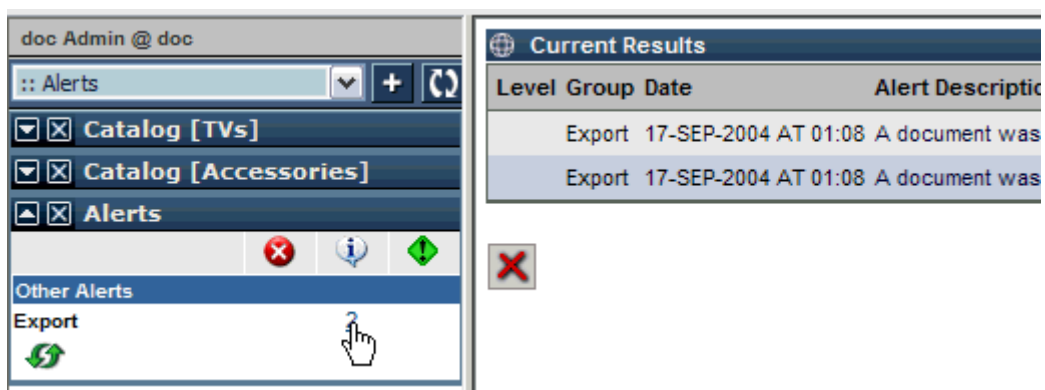 doc Admin @ doc
:: Alerts
Catalog [TVs]
Catalog [Accessories]
Alerts
Other Alerts
Export 2
Current Results
Level Group Date Alert
Export 17-SEP-2004 AT 01:08 A document was
Export 17-SEP-2004 AT 01:08 A document was